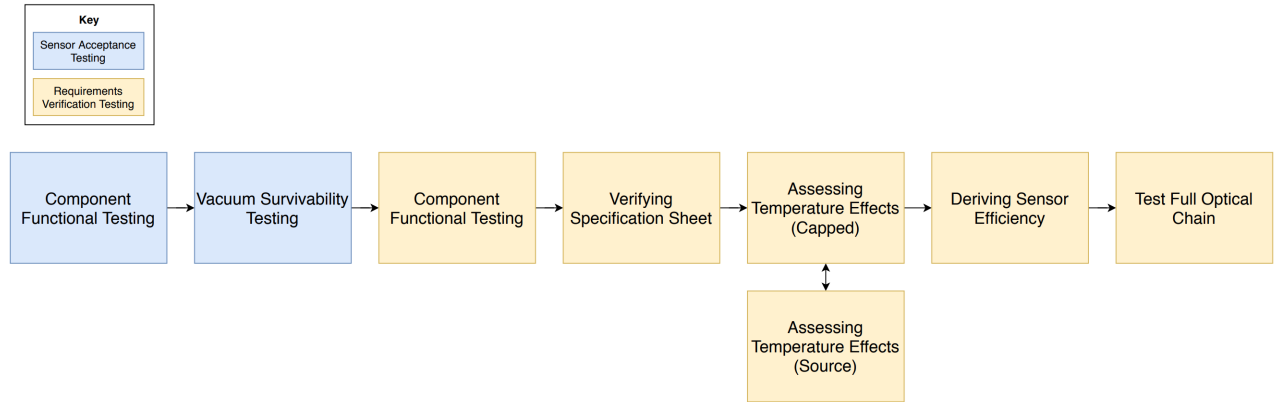 Key
Sensor Acceptance
Testing
Requirements
Verification Testing
Component
Functional Testing
Vacuum Survivability
Testing
Component
Functional Testing
Verifying
Specification Sheet
Assessing
Temperature Effects
(Capped)
Deriving Sensor
Efficiency
Test Full Optical
Chain
Assessing
Temperature Effects
(Source)